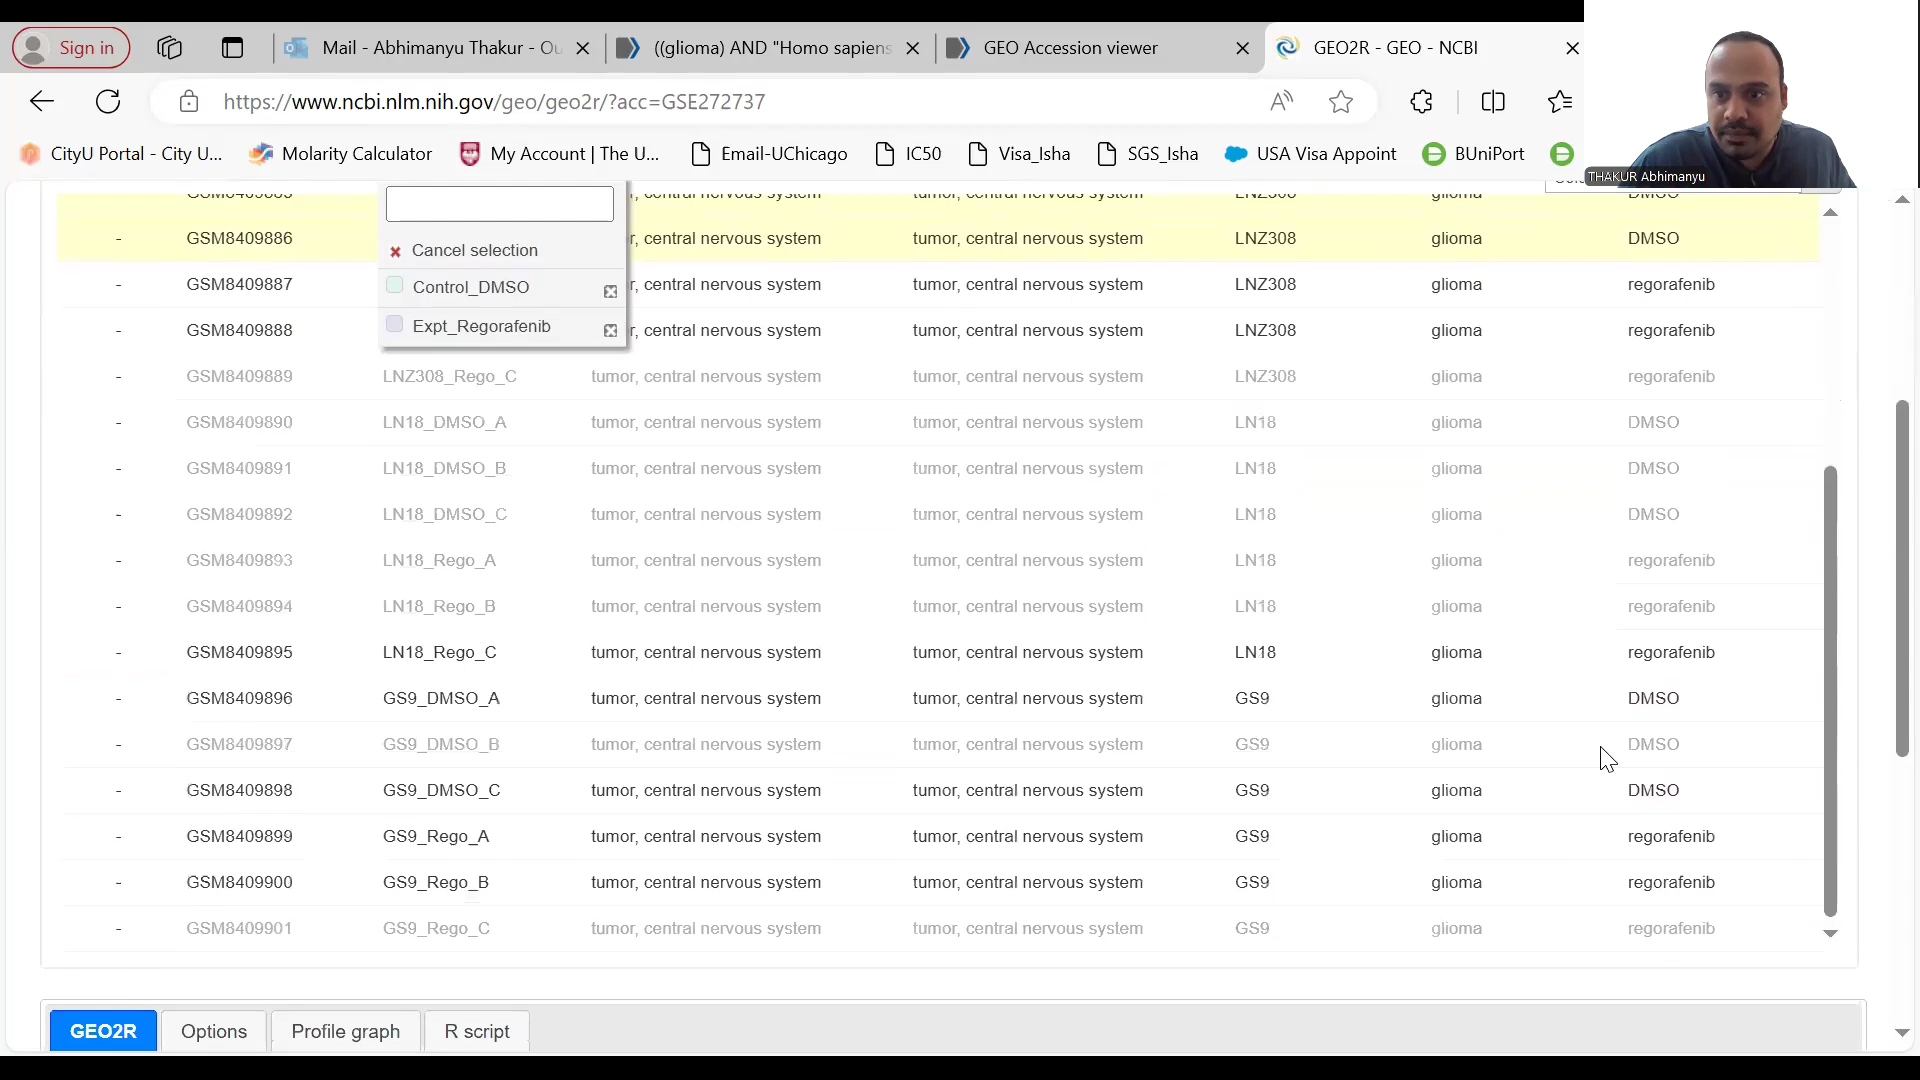 Sign in
Mail - Abhimanyu Thakur - Ou
((glioma) AND "Homo sapiens
GEO Accession viewer
GEO2R - GEO - NCBI
https://www.ncbi.nlm.nih.gov/geo/geo2r/?acc=GSE272737
CityU Portal - City U...
Molarity Calculator
My Account | The U...
Email-UChicago
IC50
Visa_Isha
SGS_Isha
USA Visa Appoint
BUniPort
THAKUR Abhimanyu
r, central nervous system tumor, central nervous system LNZ308 glioma DMSO
- GSM8409886 r, central nervous system tumor, central nervous system LNZ308 glioma DMSO
Cancel selection
- GSM8409887 Control_DMSO r, central nervous system tumor, central nervous system LNZ308 glioma regorafenib
- GSM8409888 Expt_Regorafenib r, central nervous system tumor, central nervous system LNZ308 glioma regorafenib
- GSM8409889 LNZ308_Rego_C tumor, central nervous system tumor, central nervous system LNZ308 glioma regorafenib
- GSM8409890 LN18_DMSO_A tumor, central nervous system tumor, central nervous system LN18 glioma DMSO
- GSM8409891 LN18_DMSO_B tumor, central nervous system tumor, central nervous system LN18 glioma DMSO
- GSM8409892 LN18_DMSO_C tumor, central nervous system tumor, central nervous system LN18 glioma DMSO
- GSM8409893 LN18_Rego_A tumor, central nervous system tumor, central nervous system LN18 glioma regorafenib
- GSM8409894 LN18_Rego_B tumor, central nervous system tumor, central nervous system LN18 glioma regorafenib
- GSM8409895 LN18_Rego_C tumor, central nervous system tumor, central nervous system LN18 glioma regorafenib
- GSM8409896 GS9_DMSO_A tumor, central nervous system tumor, central nervous system GS9 glioma DMSO
- GSM8409897 GS9_DMSO_B tumor, central nervous system tumor, central nervous system GS9 glioma DMSO
- GSM8409898 GS9_DMSO_C tumor, central nervous system tumor, central nervous system GS9 glioma DMSO
- GSM8409899 GS9_Rego_A tumor, central nervous system tumor, central nervous system GS9 glioma regorafenib
- GSM8409900 GS9_Rego_B tumor, central nervous system tumor, central nervous system GS9 glioma regorafenib
- GSM8409901 GS9_Rego_C tumor, central nervous system tumor, central nervous system GS9 glioma regorafenib
GEO2R
Options
Profile graph
R script